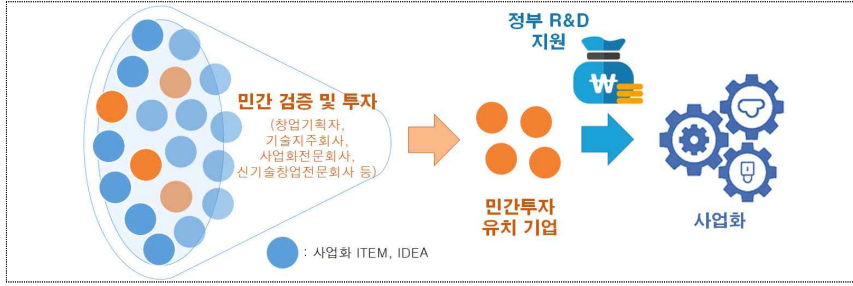 정부 R&D
지원
₩
민간 검증 및 투자
(창업기획자,
기술지주회사,
사업화전문회사,
신기술창업전문회사 등)
민간투자
유치 기업
사업화
: 사업화 ITEM, IDEA